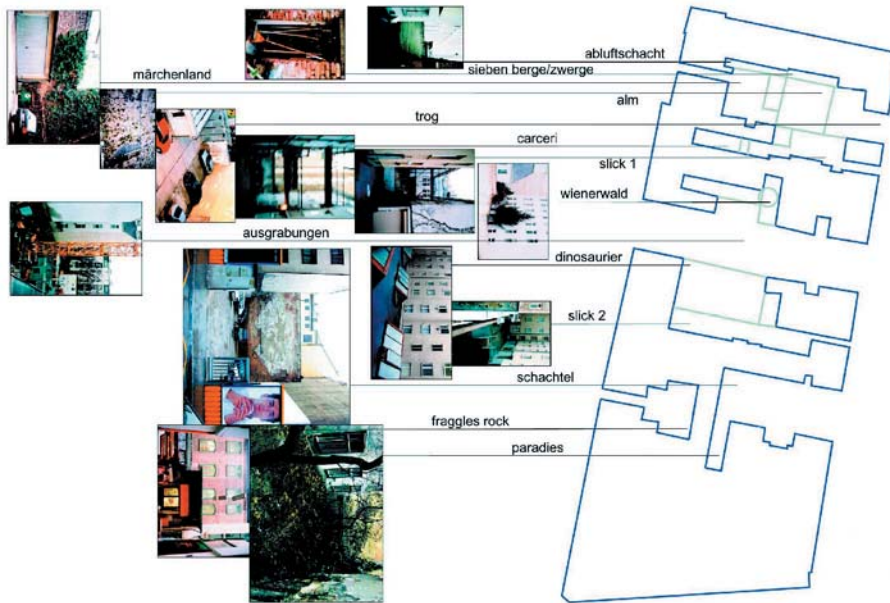 abluftschacht
sieben berge/zwerge
märchenland
alm
trog
carceri
slick 1
wienerwald
ausgrabungen
dinosaurier
slick 2
schachtel
fraggles rock
paradies